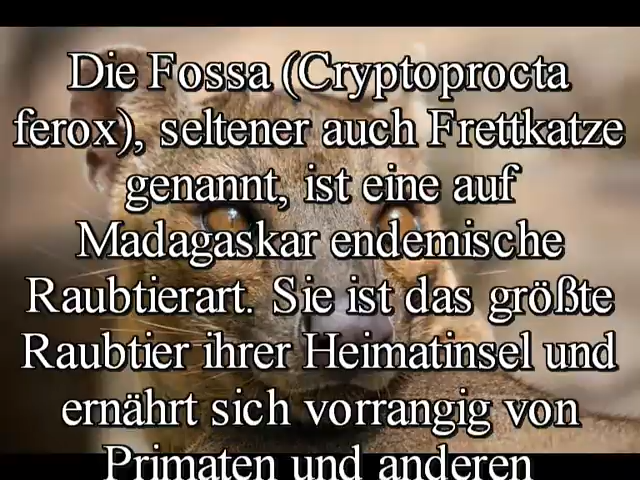 Die Fossa (Cryptoprocta
ferox), seltener auch Frettkatze
genannt, ist eine auf
Madagaskar endemische
Raubtierart. Sie ist das größte
Raubtier ihrer Heimatinsel und
ernährt sich vorrangig von
Primaten und anderen